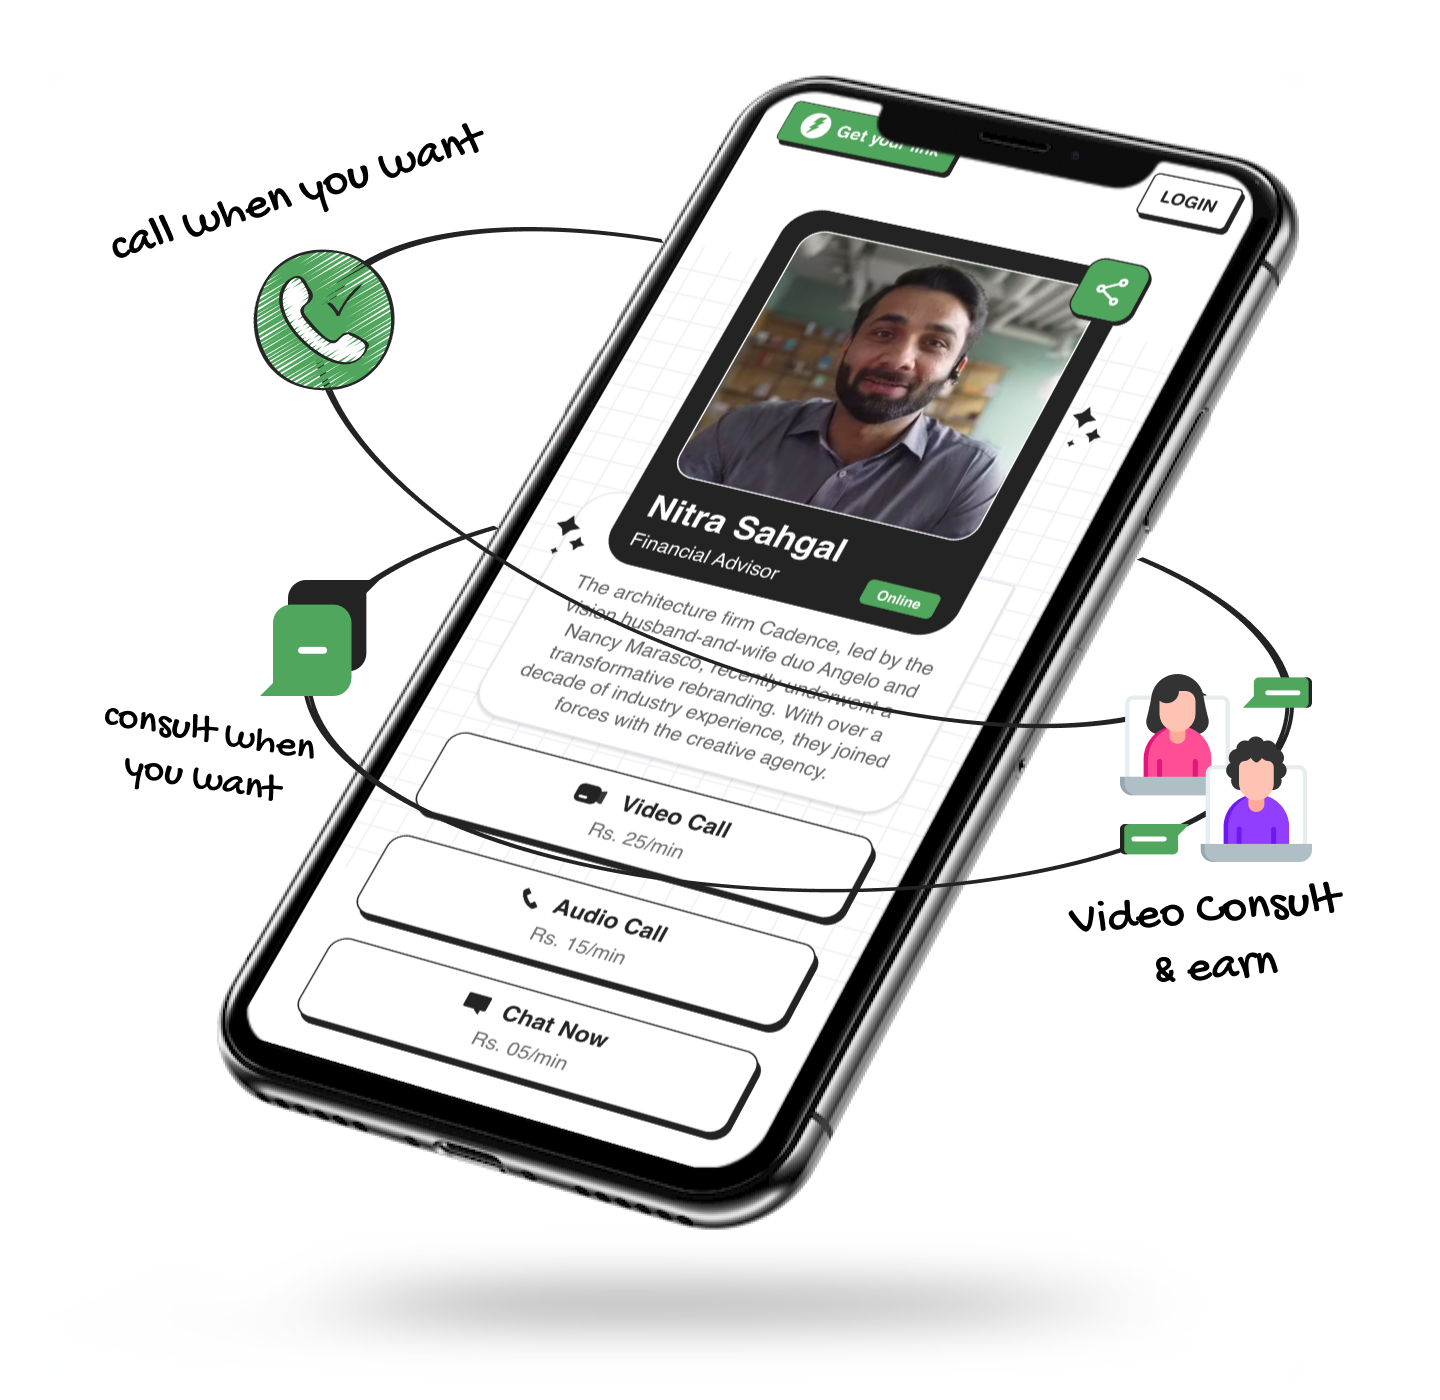 call when you want
Get your link
LOGIN
Nitra Sahgal
Financial Advisor
Online
The architecture firm Cadence, led by the
vision husband-and-wife duo Angelo and
Nancy Marasco, recently underwent a
transformative rebranding. With over a
decade of industry experience, they joined
forces with the creative agency.
consult when
you want
Video Call
Rs. 25/min
Audio Call
Rs. 15/min
Chat Now
Rs. 05/min
Video Consult
& earn